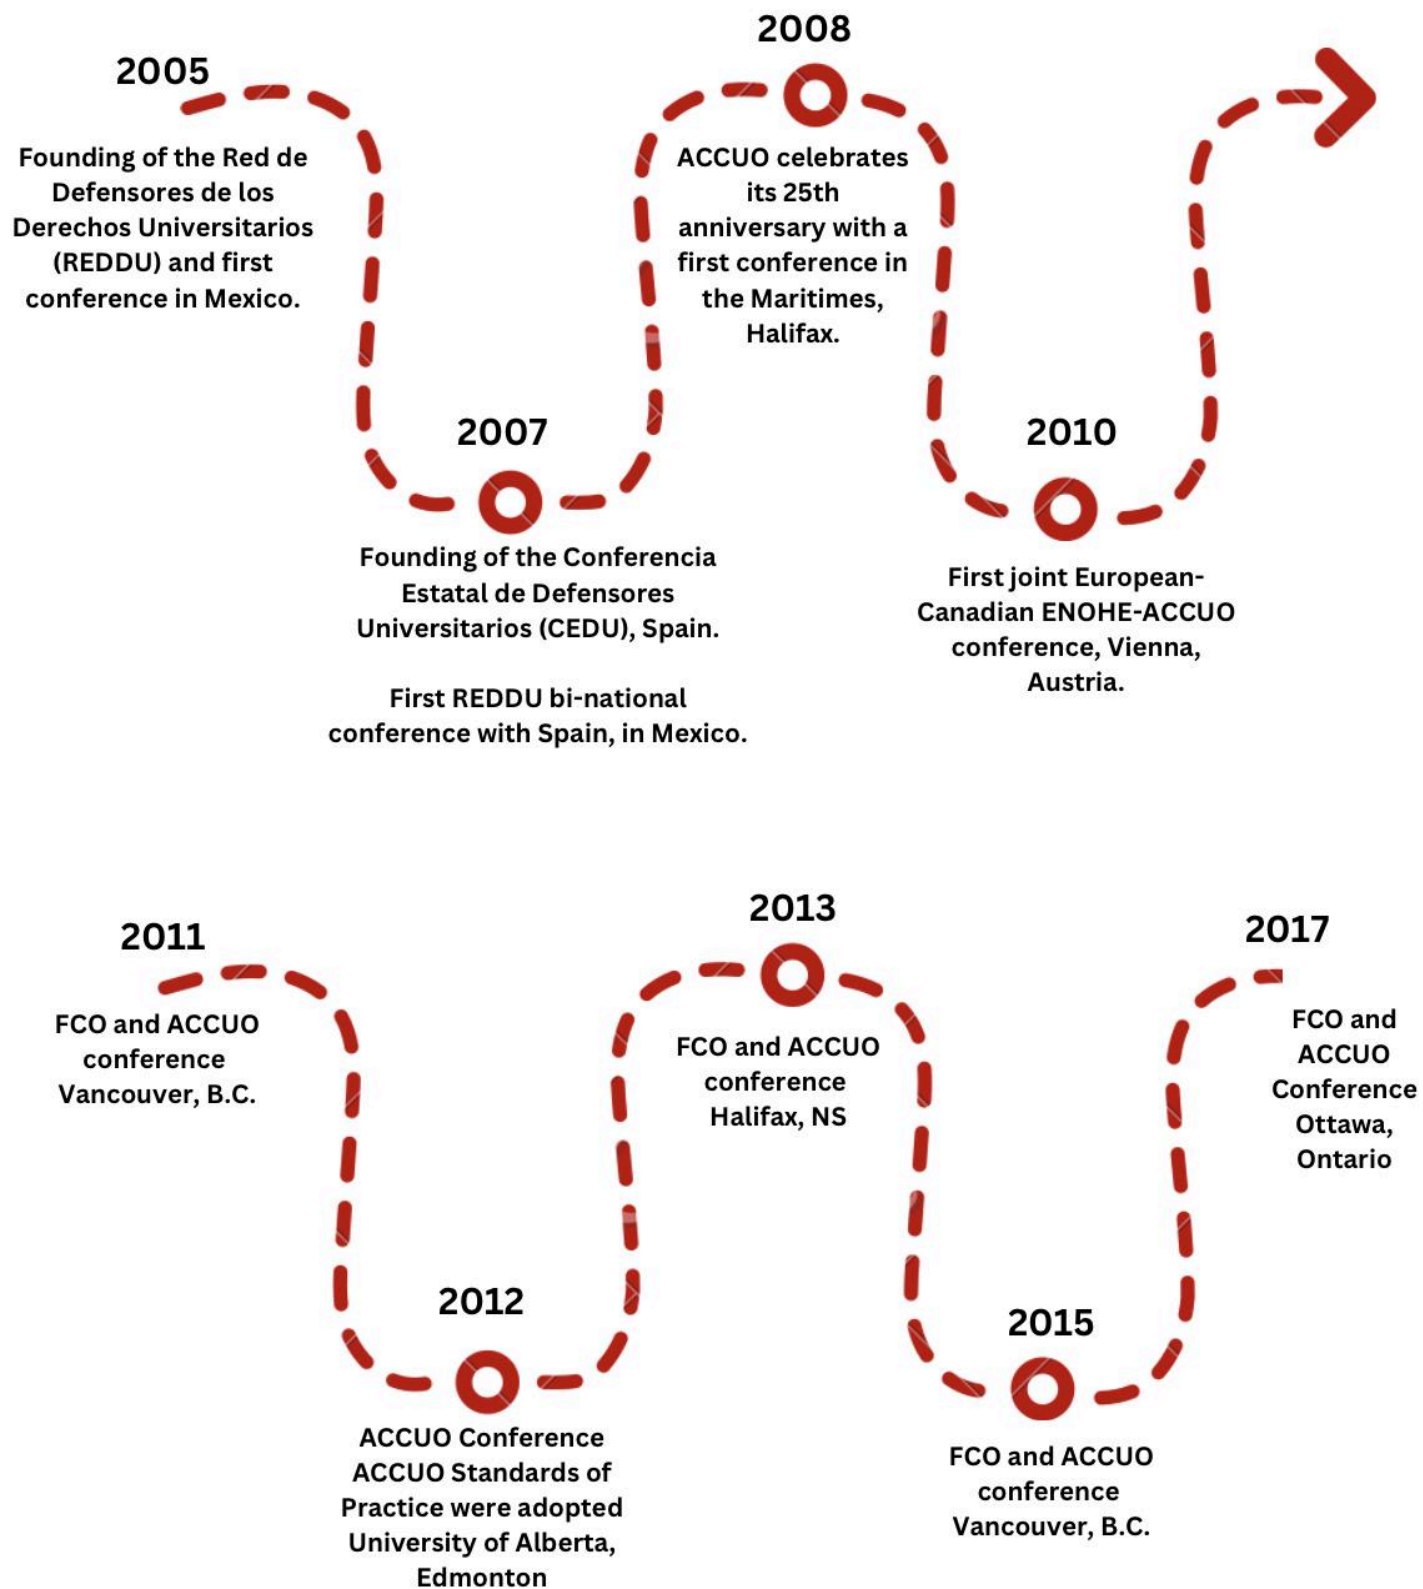 2005
Founding of the Red de
Defensores de los
Derechos Universitarios
(REDDU) and first
conference in Mexico.
2007
Founding of the Conferencia
Estatal de Defensores
Universitarios (CEDU), Spain.
First REDDU bi-national
conference with Spain, in Mexico.
2008
ACCUO celebrates
its 25th
anniversary with a
first conference in
the Maritimes,
Halifax.
2010
First joint European-
Canadian ENOHE-ACCUO
conference, Vienna,
Austria.
2011
FCO and ACCUO
conference
Vancouver, B.C.
2012
ACCUO Conference
ACCUO Standards of
Practice were adopted
University of Alberta,
Edmonton
2013
FCO and ACCUO
conference
Halifax, NS
2015
FCO and ACCUO
conference
Vancouver, B.C.
2017
FCO and
ACCUO
Conference
Ottawa,
Ontario